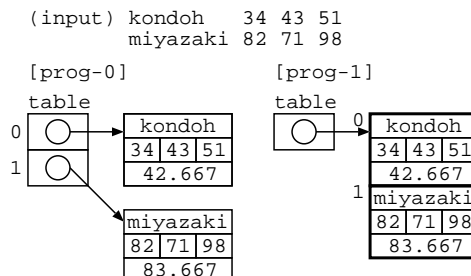 (input) kondoh 34 43 51
miyazaki 82 71 98
[prog-0]
table
0
1
kondoh
34 43 51
42.667
miyazaki
82 71 98
83.667
[prog-1]
table
0
kondoh
34 43 51
42.667
1
miyazaki
82 71 98
83.667